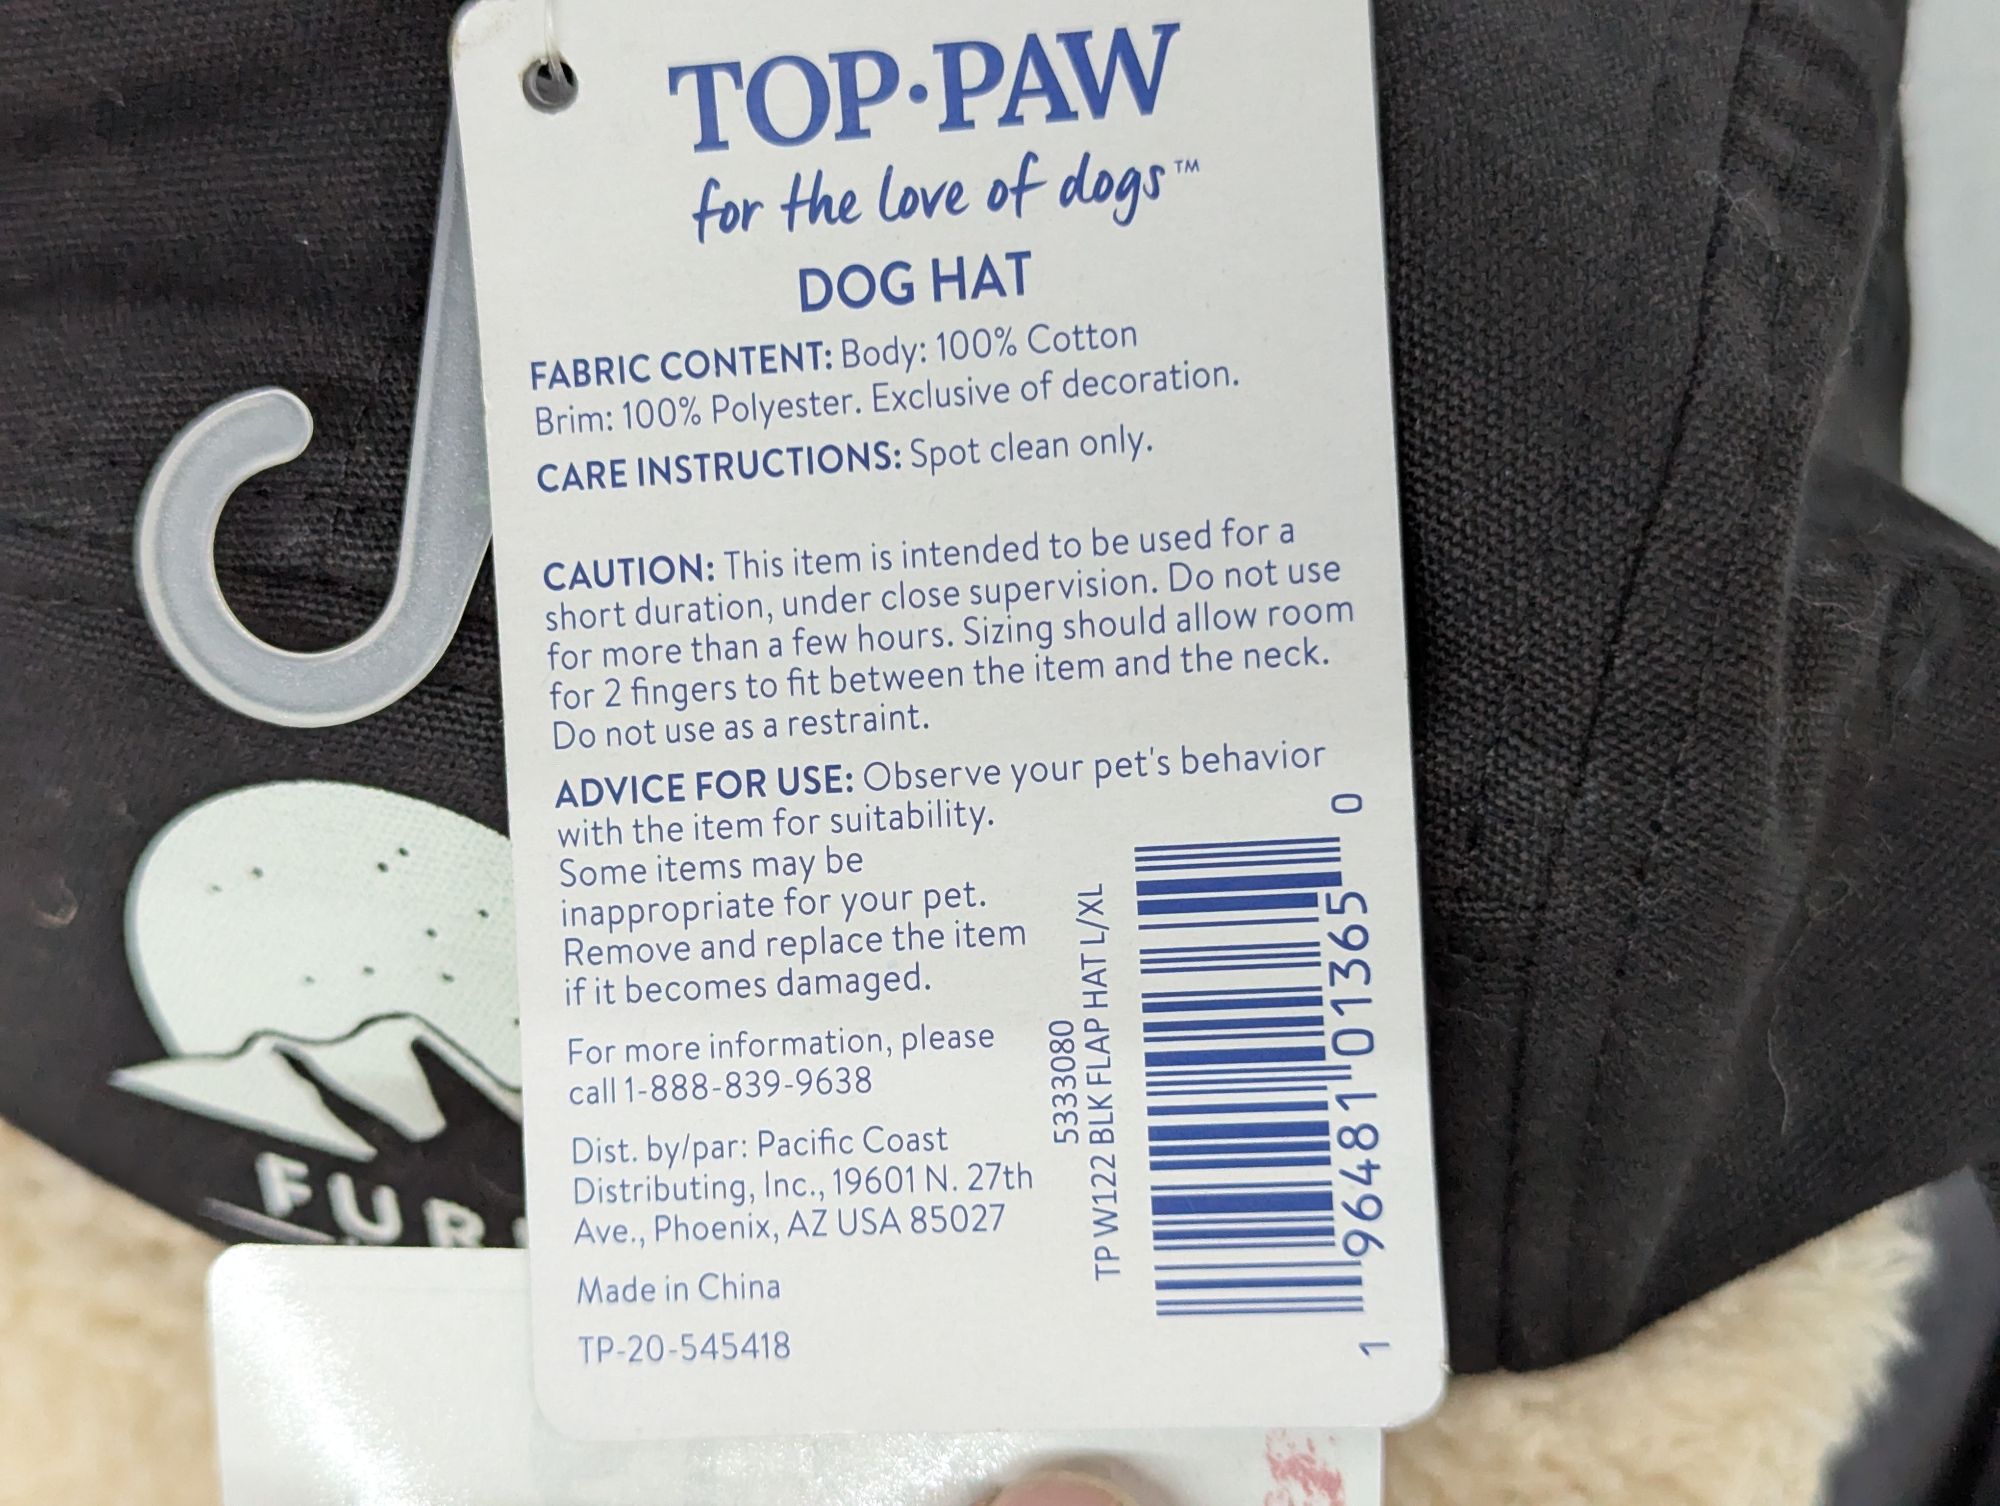 TOP·PAW
for the love of dogs™
DOG HAT
FABRIC CONTENT: Body: 100% Cotton
Brim: 100% Polyester. Exclusive of decoration.
CARE INSTRUCTIONS: Spot clean only.
CAUTION: This item is intended to be used for a
short duration, under close supervision. Do not use
for more than a few hours. Sizing should allow room
for 2 fingers to fit between the item and the neck.
Do not use as a restraint.
ADVICE FOR USE: Observe your pet's behavior
with the item for suitability.
Some items may be
inappropriate for your pet.
Remove and replace the item
if it becomes damaged.
For more information, please
call 1-888-839-9638
Dist. by/par: Pacific Coast
Distributing, Inc., 19601 N. 27th
Ave., Phoenix, AZ USA 85027
Made in China
TP-20-545418
5333080
TP W122 BLK FLAP HAT L/XL
1 96481 01365 0